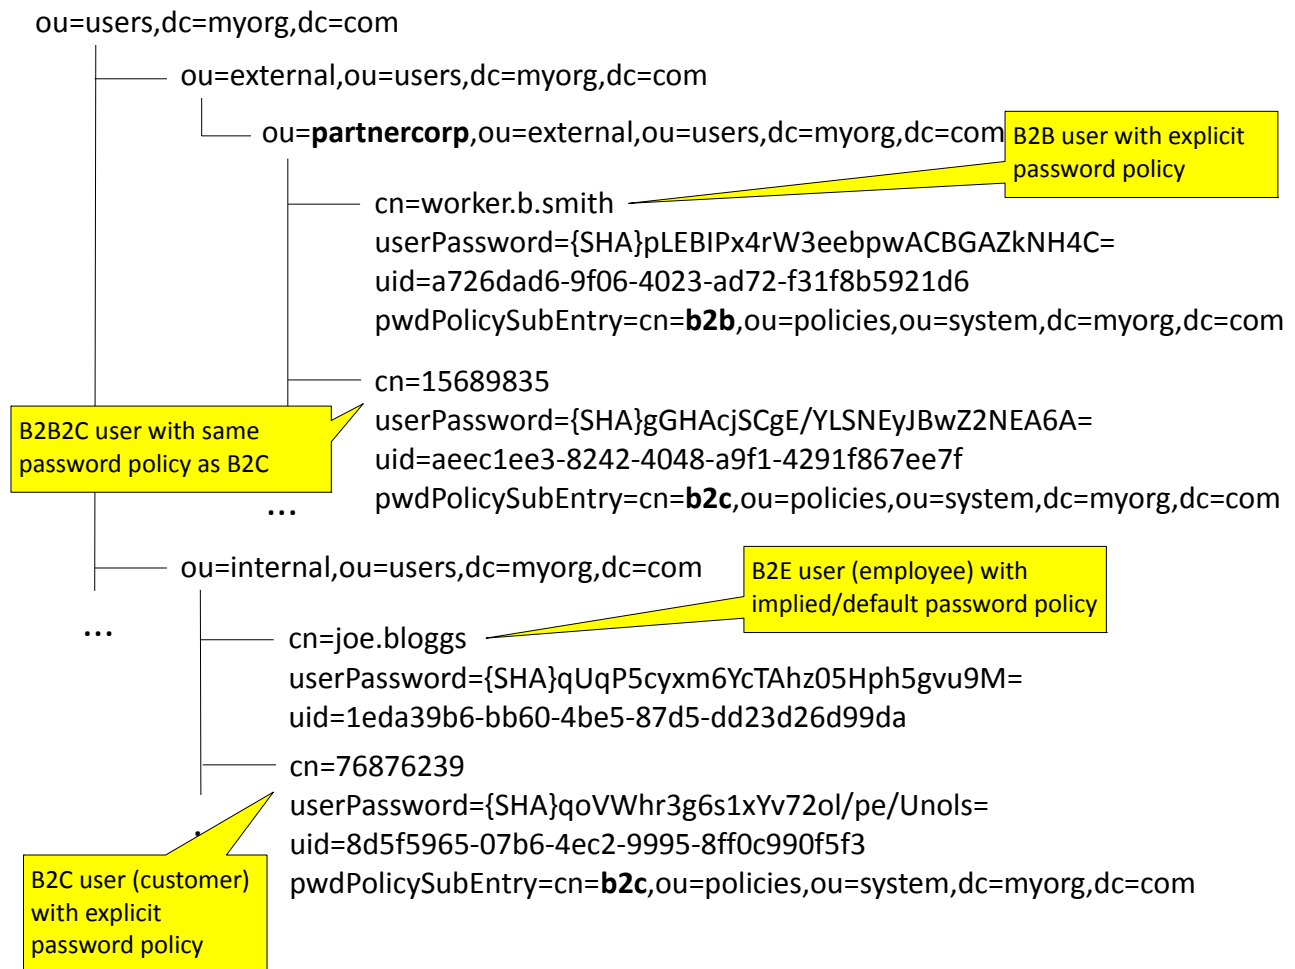 ou=users,dc=myorg,dc=com
ou=external,ou=users,dc=myorg,dc=com
ou=partnercorp,ou=external,ou=users,dc=myorg,dc=com
B2B user with explicit
password policy
cn=worker.b.smith
userPassword={SHA}pLEBIPx4rW3eebpwACBGAZkNH4C=
uid=a726dad6-9f06-4023-ad72-f31f8b5921d6
pwdPolicySubEntry=cn=b2b,ou=policies,ou=system,dc=myorg,dc=com
cn=15689835
userPassword={SHA}gGHAcjSCgE/YLSNEyJBwZ2NEA6A=
uid=aeec1ee3-8242-4048-a9f1-4291f867ee7f
pwdPolicySubEntry=cn=b2c,ou=policies,ou=system,dc=myorg,dc=com
B2B2C user with same
password policy as B2C
...
ou=internal,ou=users,dc=myorg,dc=com
B2E user (employee) with
implied/default password policy
...
cn=joe.bloggs
userPassword={SHA}qUqP5cyxm6YcTAhz05Hph5gvu9M=
uid=1eda39b6-bb60-4be5-87d5-dd23d26d99da
cn=76876239
userPassword={SHA}qoVWhr3g6s1xYv72ol/pe/Unols=
uid=8d5f5965-07b6-4ec2-9995-8ff0c990f5f3
pwdPolicySubEntry=cn=b2c,ou=policies,ou=system,dc=myorg,dc=com
B2C user (customer)
with explicit
password policy